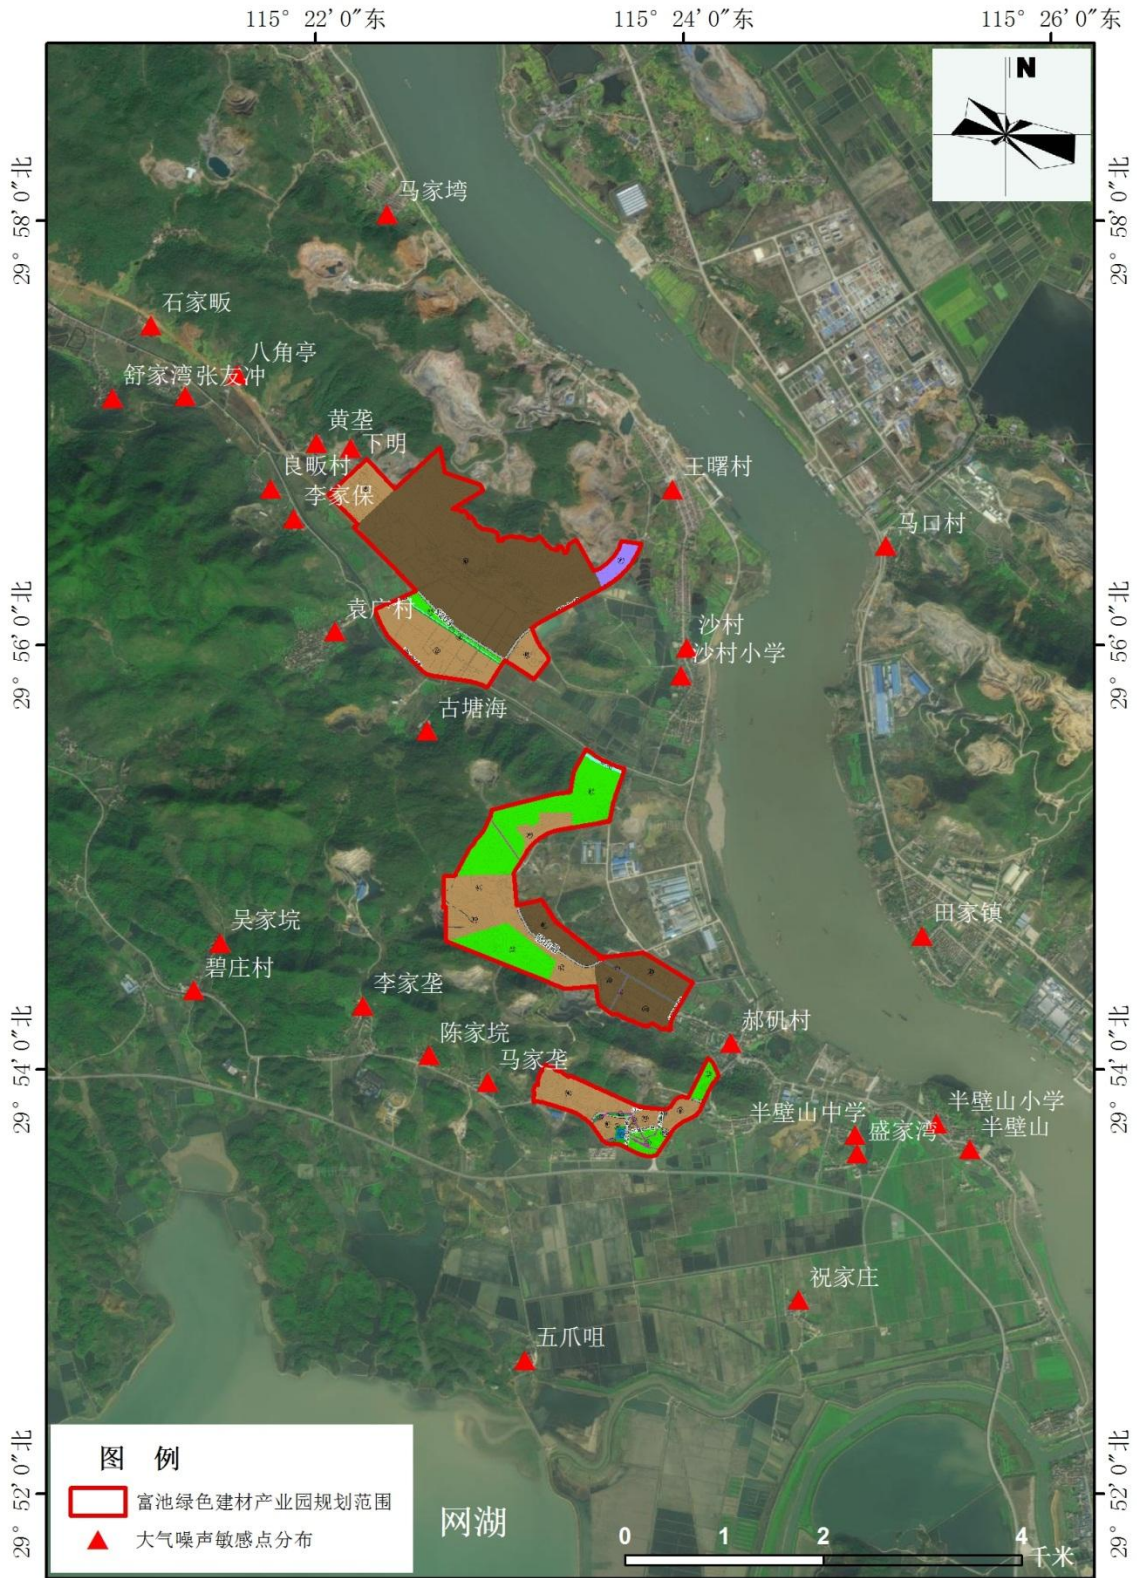 115° 22′ 0″东
115° 24′ 0″东
115° 26′ 0″东
N
29° 58′ 0″北
29° 58′ 0″北
马家塆
石家畈
八角亭
舒家湾
张友冲
黄垄
下明
良畈村
李家保
王曙村
马口村
29° 56′ 0″北
29° 56′ 0″北
袁广村
沙村
沙村小学
古塘海
田家镇
吴家垸
碧庄村
李家垄
陈家垸
马家垄
郝矶村
29° 54′ 0″北
29° 54′ 0″北
半壁山中学
半壁山小学
盛家湾
半壁山
祝家庄
五爪咀
29° 52′ 0″北
29° 52′ 0″北
图 例
富池绿色建材产业园规划范围
大气噪声敏感点分布
网湖
0 1 2 4
千米